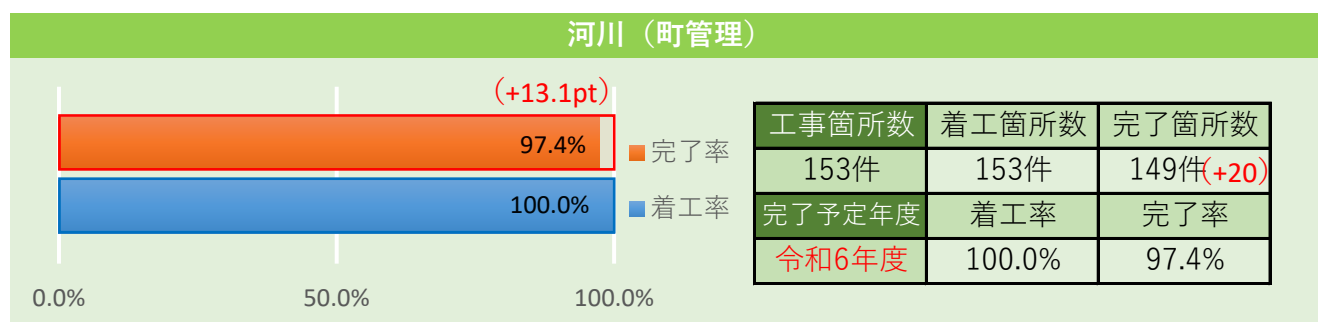 河川（町管理）
（+13.1pt）
97.4%
100.0%
完了率
着工率
0.0%
50.0%
100.0%
工事箇所数 着工箇所数 完了箇所数
153件 153件 149件(+20)
完了予定年度 着工率 完了率
令和6年度 100.0% 97.4%